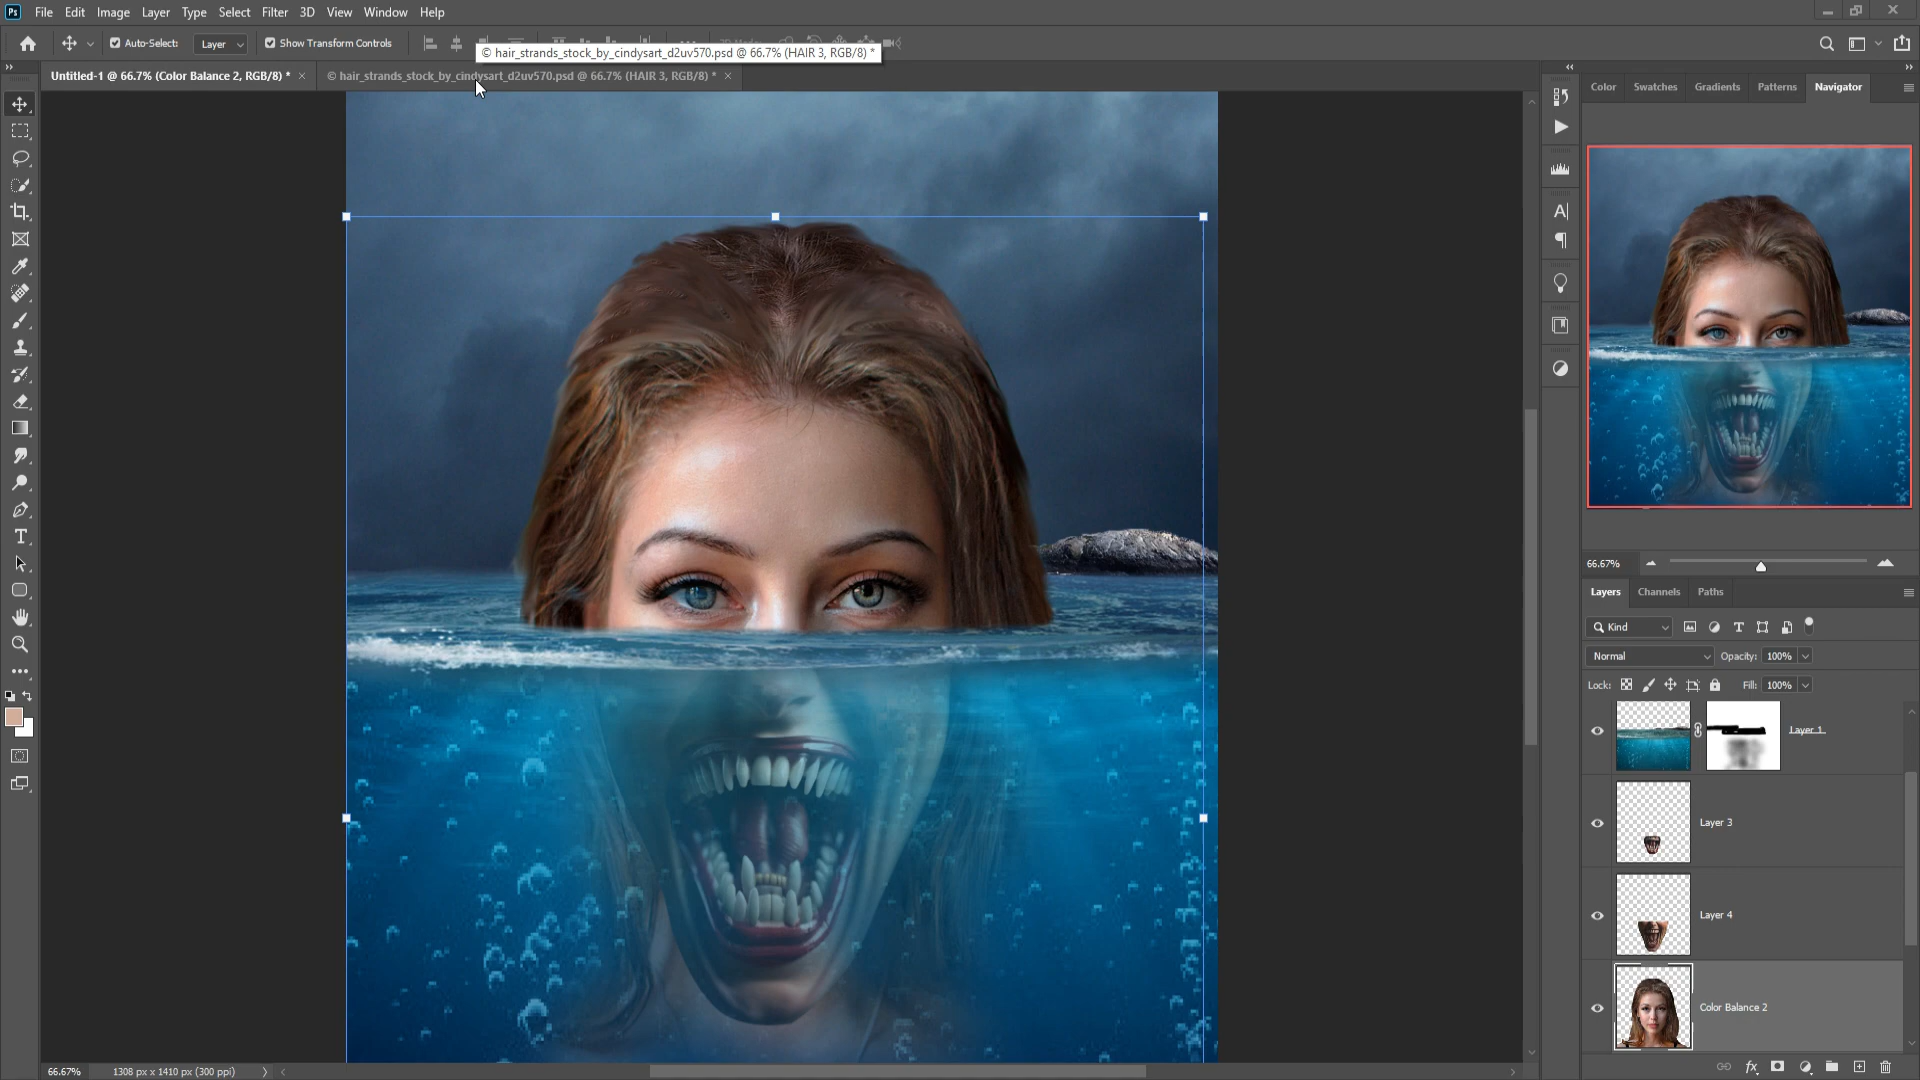 Ps File Edit Image Layer Type Select Filter 3D View Window Help
Auto-Select: Layer Show Transform Controls
© hair_strands_stock_by_cindysart_d2uv570.psd @ 66.7% (HAIR 3, RGB/8) *
Untitled-1 @ 66.7% (Color Balance 2, RGB/8) * × © hair_strands_stock_by_cindysart_d2uv570.psd @ 66.7% (HAIR 3, RGB/8) * ×
Color Swatches Gradients Patterns Navigator
66.67%
Layers Channels Paths
Kind
Normal Opacity: 100%
Lock: Fill: 100%
Layer 1
Layer 3
Layer 4
Color Balance 2
fx
66.67% 1308 px x 1410 px (300 ppi)